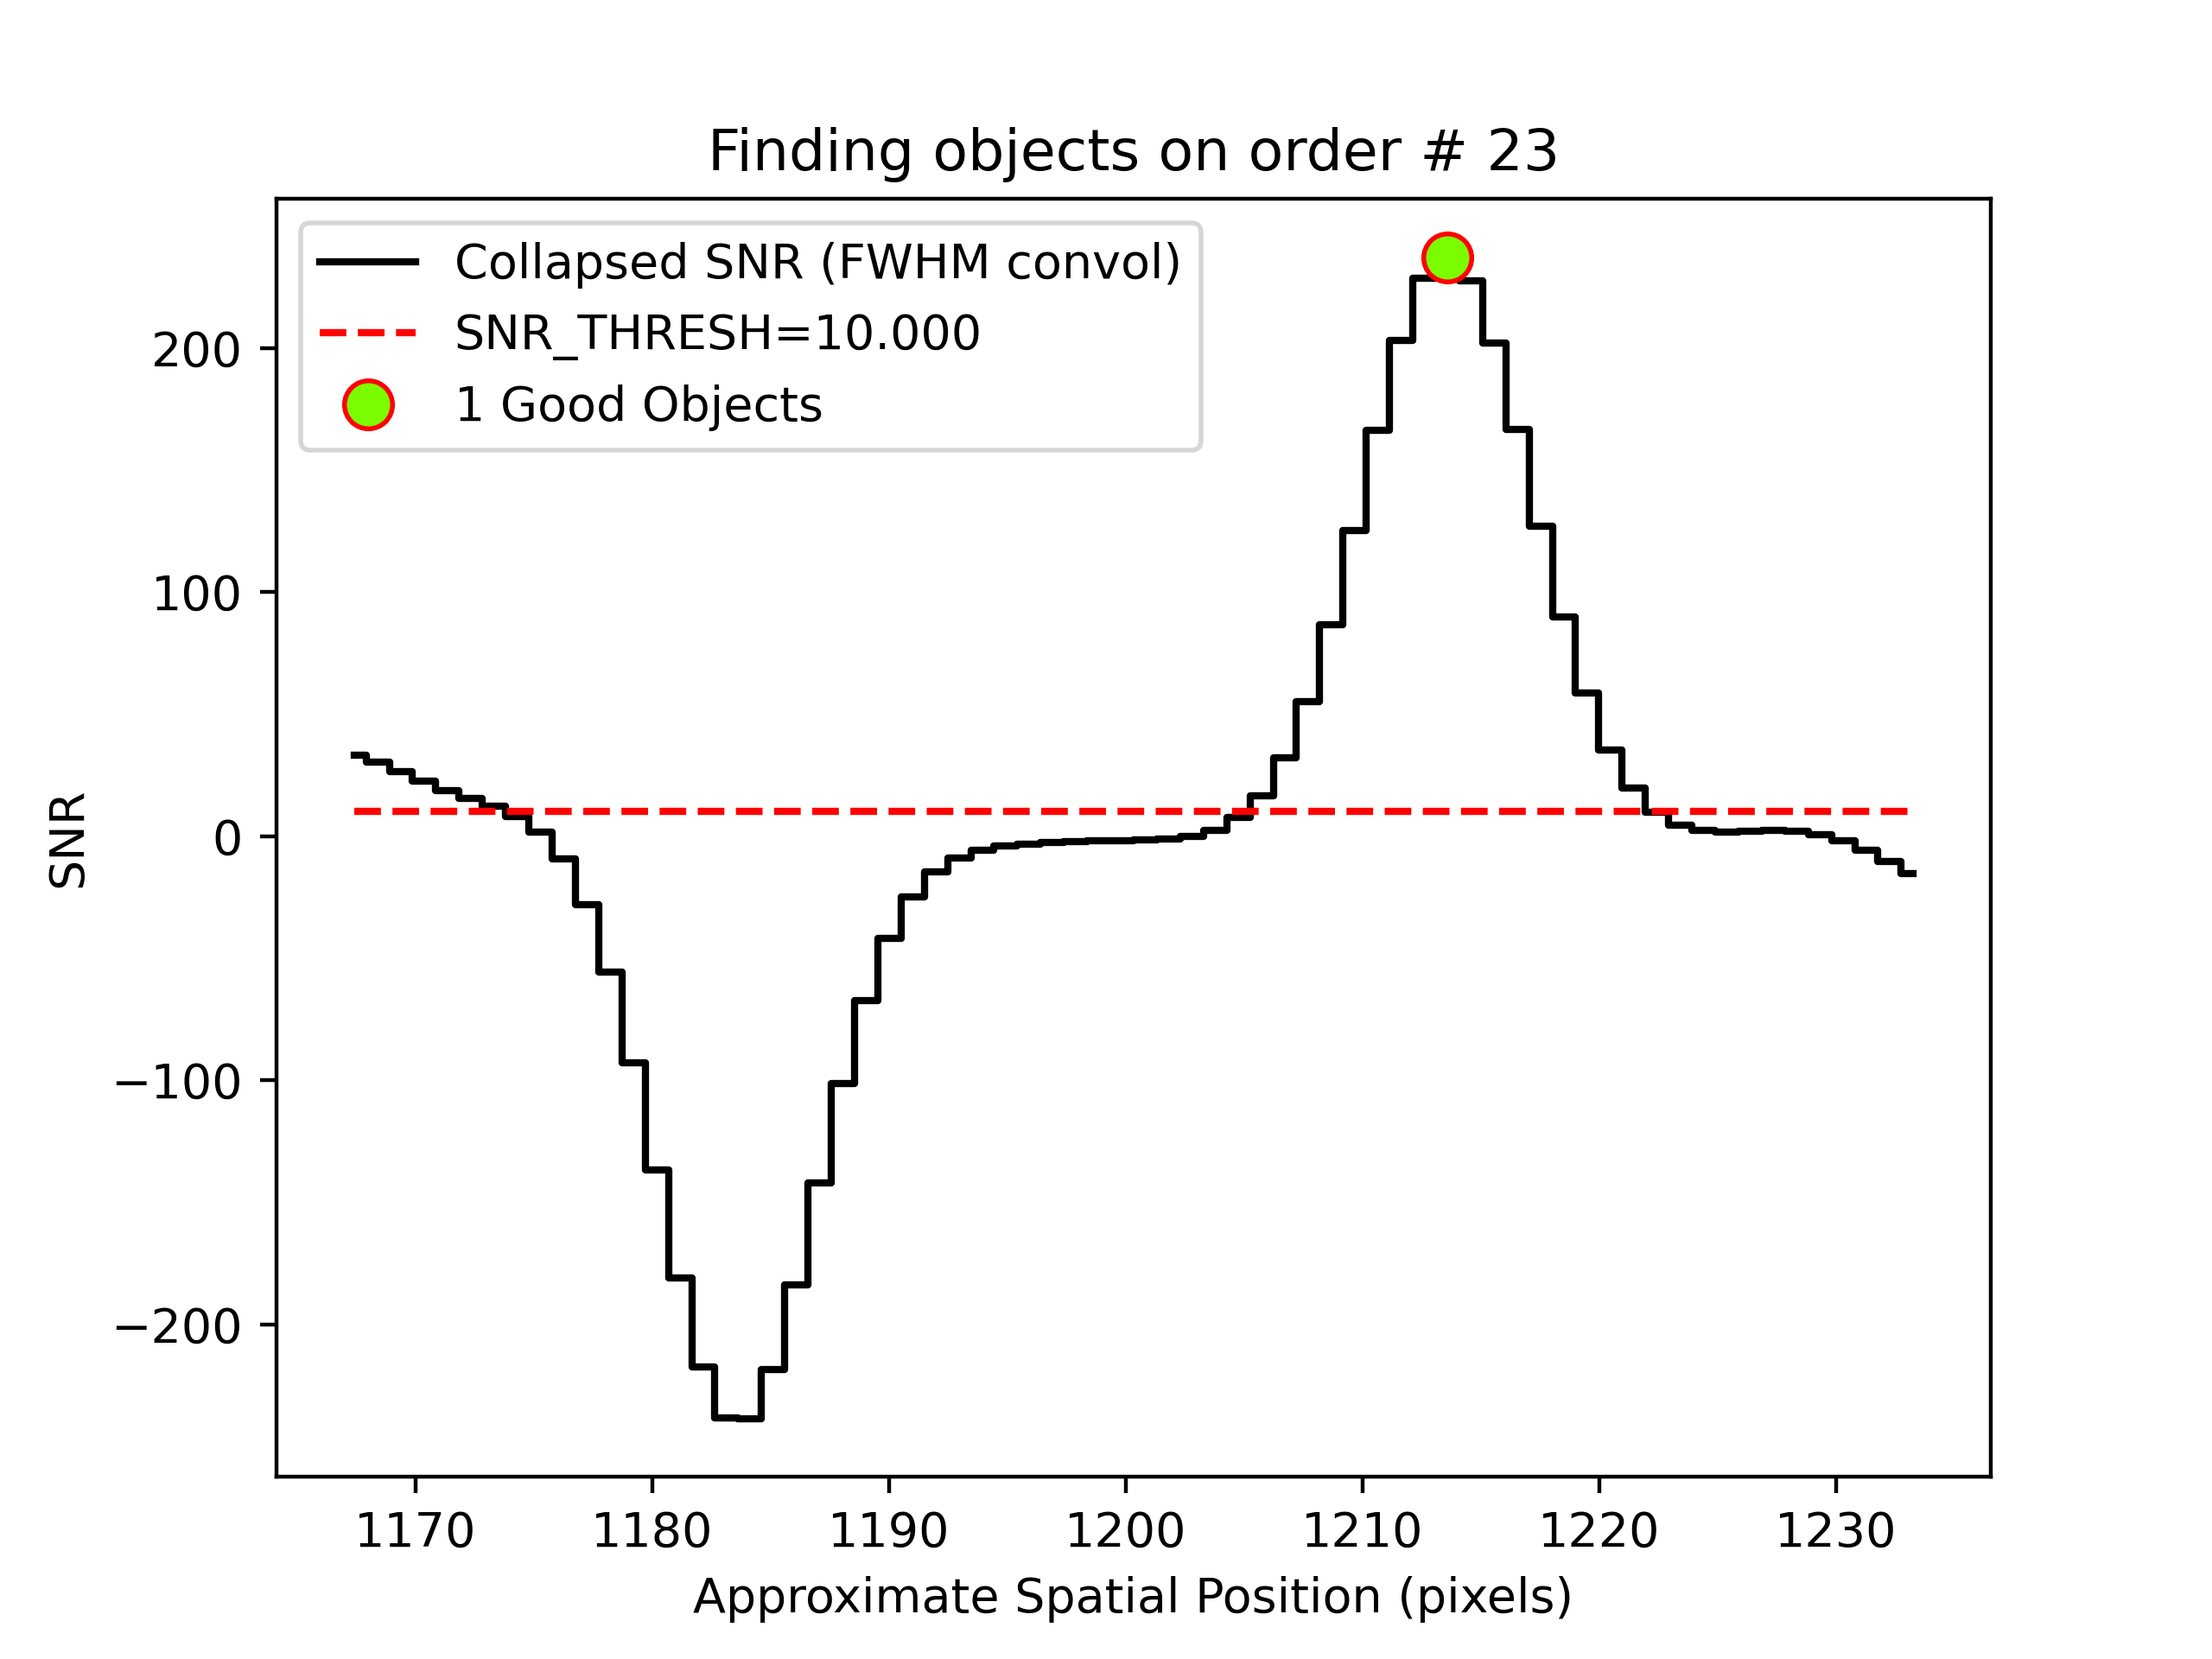 Finding objects on order # 23
Collapsed SNR (FWHM convol)
SNR_THRESH=10.000
1 Good Objects
200
100
0
−100
−200
SNR
1170 1180 1190 1200 1210 1220 1230
Approximate Spatial Position (pixels)